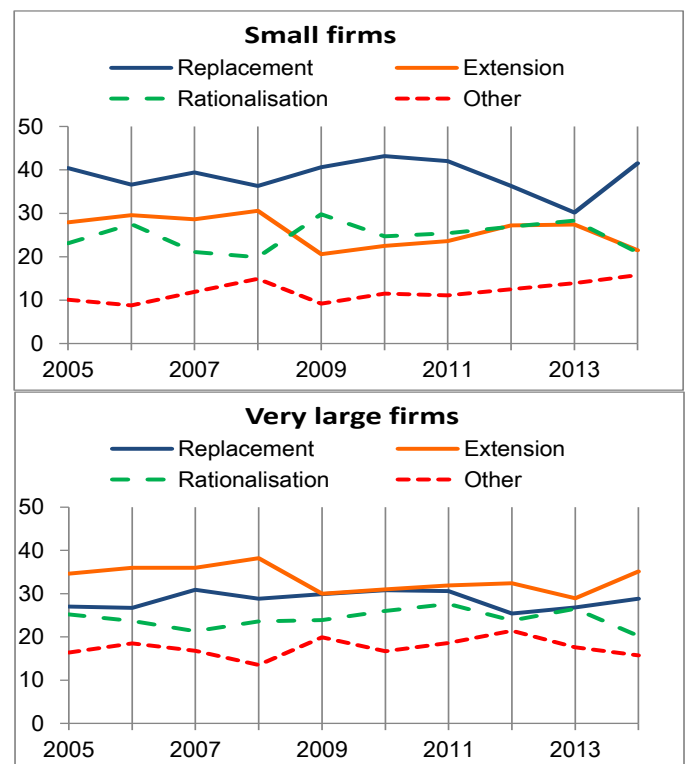 Small firms
Replacement Extension
Rationalisation Other
50
40
30
20
10
0
2005 2007 2009 2011 2013
Very large firms
Replacement Extension
Rationalisation Other
50
40
30
20
10
0
2005 2007 2009 2011 2013